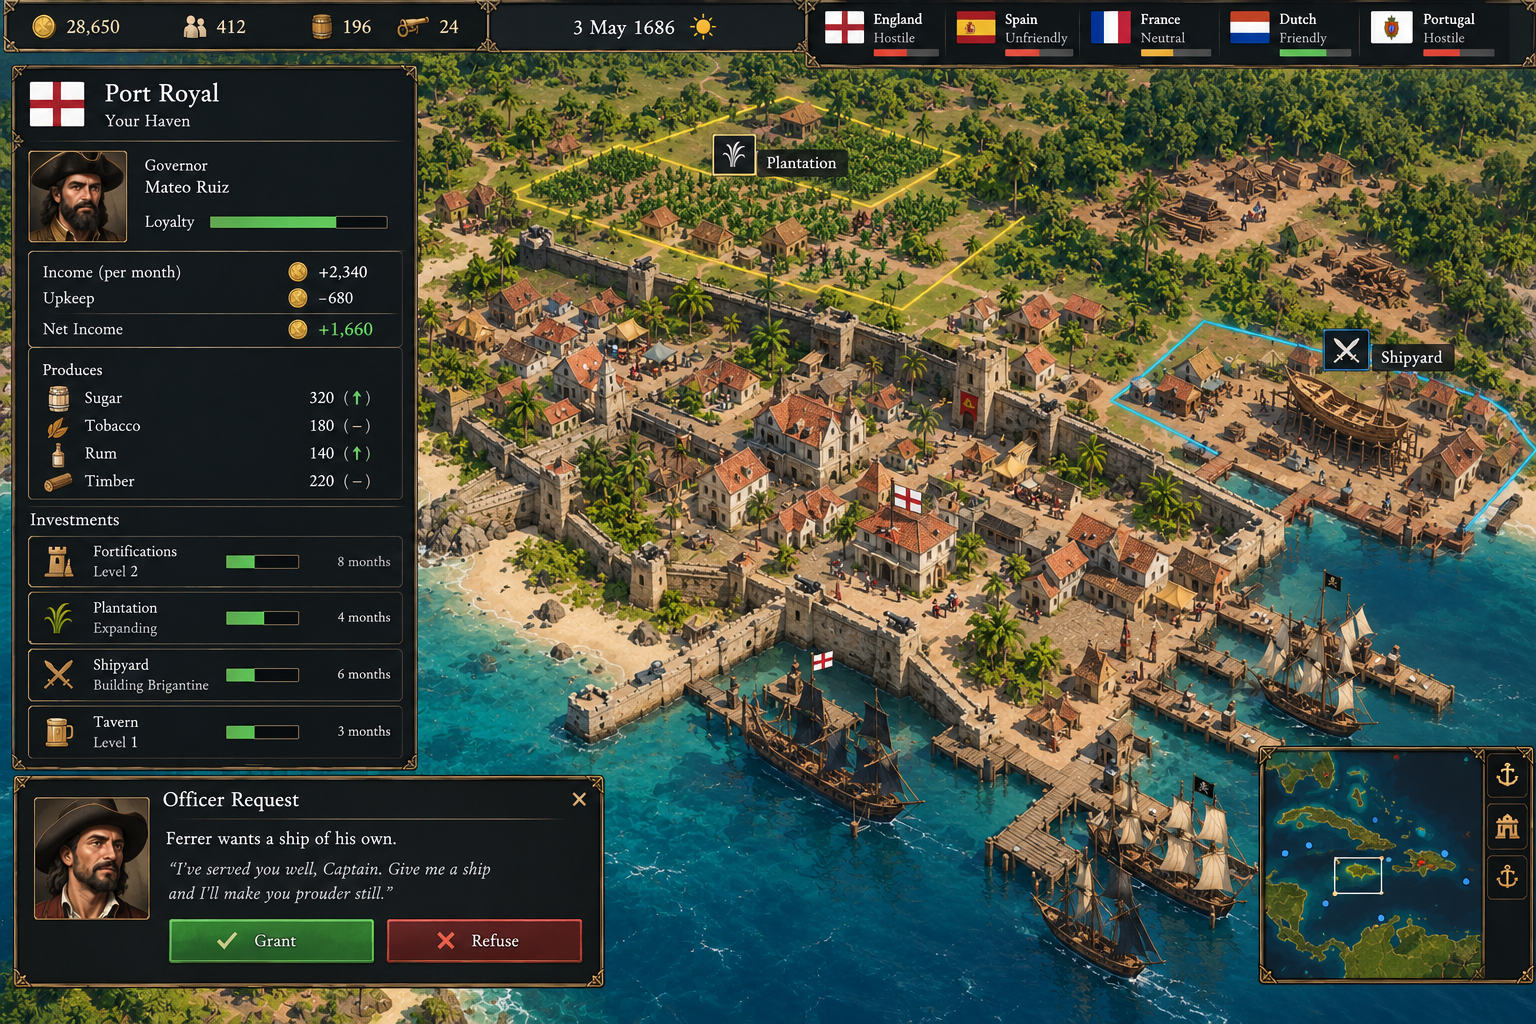 28,650
412
196
24
3 May 1686
England
Hostile
Spain
Unfriendly
France
Neutral
Dutch
Friendly
Portugal
Hostile
Port Royal
Your Haven
Governor
Mateo Ruiz
Loyalty
Income (per month) +2,340
Upkeep –680
Net Income +1,660
Produces
Sugar 320 (↑)
Tobacco 180 (–)
Rum 140 (↑)
Timber 220 (–)
Investments
Fortifications
Level 2
8 months
Plantation
Expanding
4 months
Shipyard
Building Brigantine
6 months
Tavern
Level 1
3 months
Officer Request
Ferrer wants a ship of his own.
“I’ve served you well, Captain. Give me a ship
and I’ll make you prouder still.”
Grant
Refuse
Plantation
Shipyard